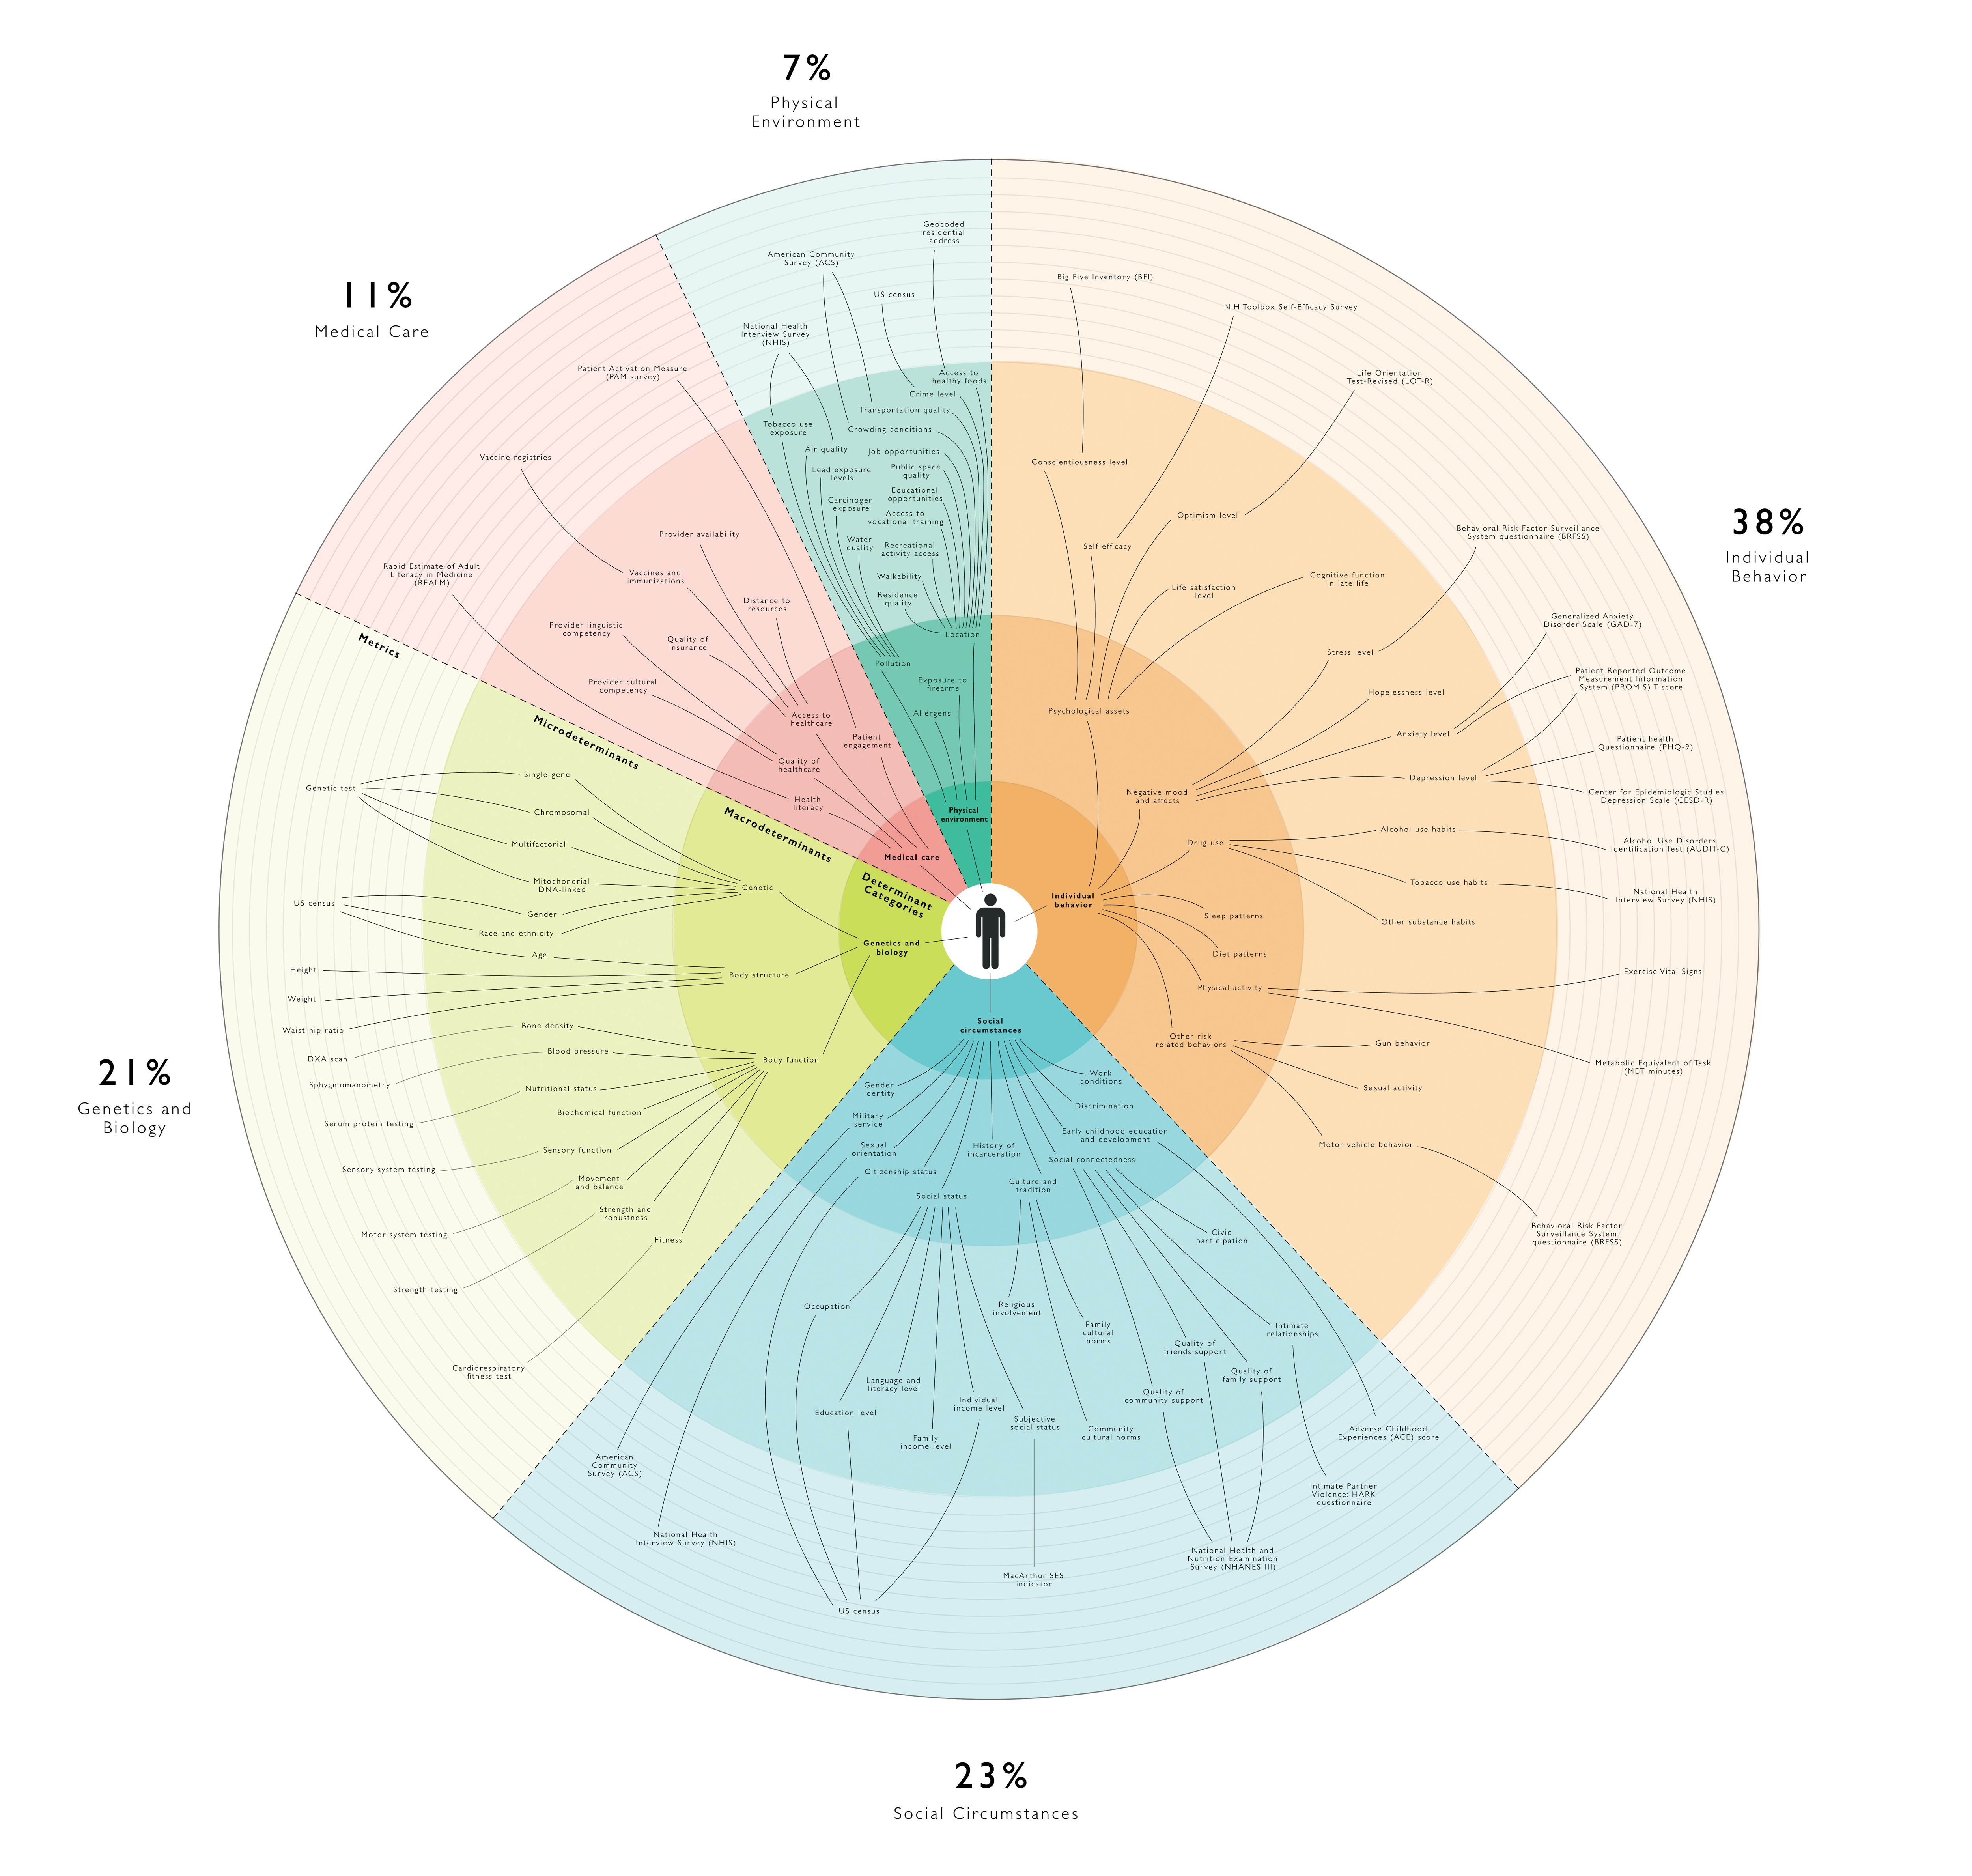 7%
Physical
Environment
11%
Medical Care
38%
Individual
Behavior
21%
Genetics and
Biology
23%
Social Circumstances
Metrics
Microdeterminants
Macrodeterminants
Determinant
Categories
Physical
environment
Geocoded
residential
address
American Community
Survey (ACS)
US census
National Health
Interview Survey
(NHIS)
Access to
healthy foods
Crime level
Transportation quality
Crowding conditions
Tobacco use
exposure
Air quality
Job opportunities
Lead exposure
levels
Public space
quality
Carcinogen
exposure
Educational
opportunities
Access to
vocational training
Water
quality
Recreational
activity access
Walkability
Residence
quality
Location
Pollution
Exposure to
firearms
Allergens
Individual
behavior
Big Five Inventory (BFI)
NIH Toolbox Self-Efficacy Survey
Life Orientation
Test-Revised (LOT-R)
Conscientiousness level
Optimism level
Self-efficacy
Life satisfaction
level
Cognitive function
in late life
Psychological assets
Behavioral Risk Factor Surveillance
System questionnaire (BRFSS)
Generalized Anxiety
Disorder Scale (GAD-7)
Stress level
Patient Reported Outcome
Measurement Information
System (PROMIS) T-score
Hopelessness level
Anxiety level
Patient health
Questionnaire (PHQ-9)
Depression level
Negative mood
and affects
Center for Epidemiologic Studies
Depression Scale (CESD-R)
Drug use
Alcohol use habits
Alcohol Use Disorders
Identification Test (AUDIT-C)
Tobacco use habits
National Health
Interview Survey (NHIS)
Other substance habits
Sleep patterns
Diet patterns
Physical activity
Exercise Vital Signs
Metabolic Equivalent of Task
(MET minutes)
Other risk
related behaviors
Gun behavior
Sexual activity
Motor vehicle behavior
Behavioral Risk Factor
Surveillance System
questionnaire (BRFSS)
Social
circumstances
Work
conditions
Discrimination
Early childhood education
and development
Social connectedness
Culture and
tradition
History of
incarceration
Gender
identity
Military
service
Sexual
orientation
Citizenship status
Social status
Civic
participation
Intimate
relationships
Quality of
friends support
Quality of
family support
Quality of
community support
Religious
involvement
Family
cultural
norms
Community
cultural norms
Occupation
Language and
literacy level
Education level
Family
income level
Individual
income level
Subjective
social status
Adverse Childhood
Experiences (ACE) score
Intimate Partner
Violence: HARK
questionnaire
National Health and
Nutrition Examination
Survey (NHANES III)
MacArthur SES
indicator
US census
American
Community
Survey (ACS)
National Health
Interview Survey (NHIS)
Genetics and
biology
Genetic
Single-gene
Chromosomal
Multifactorial
Mitochondrial
DNA-linked
Gender
Race and ethnicity
Age
Genetic test
US census
Body structure
Height
Weight
Waist-hip ratio
Body function
Bone density
Blood pressure
Nutritional status
Biochemical function
Sensory function
Movement
and balance
Strength and
robustness
Fitness
DXA scan
Sphygmomanometry
Serum protein testing
Sensory system testing
Motor system testing
Strength testing
Cardiorespiratory
fitness test
Medical care
Patient Activation Measure
(PAM survey)
Vaccine registries
Rapid Estimate of Adult
Literacy in Medicine
(REALM)
Provider availability
Vaccines and
immunizations
Distance to
resources
Provider linguistic
competency
Quality of
insurance
Provider cultural
competency
Access to
healthcare
Patient
engagement
Quality of
healthcare
Health
literacy